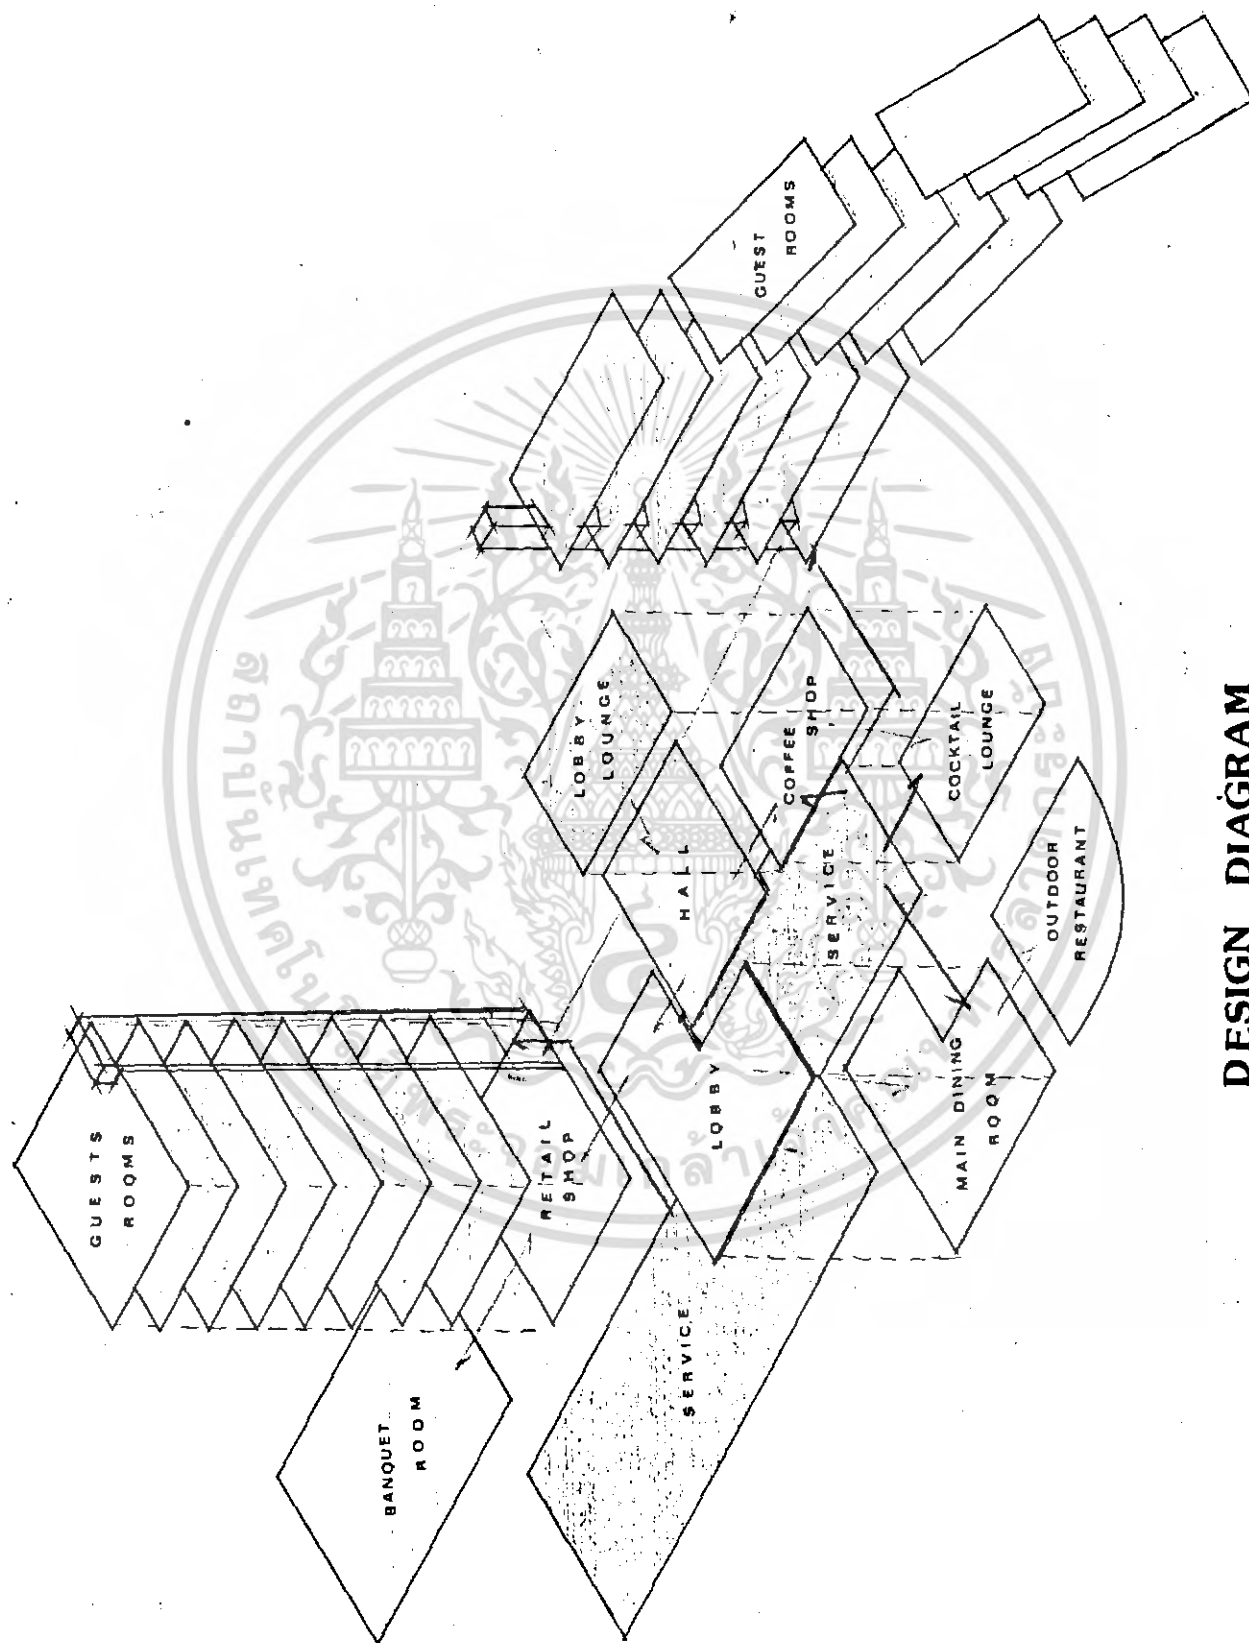 GUESTS
ROOMS
BANQUET
ROOM
RETAIL
SHOP
SERVICE
LOBBY
HALL
LOBBY
LOUNGE
COFFEE
SHOP
SERVICE
COCKTAIL
LOUNGE
MAIN DINING
ROOM
OUTDOOR
RESTAURANT
GUEST
ROOMS
DESIGN DIAGRAM